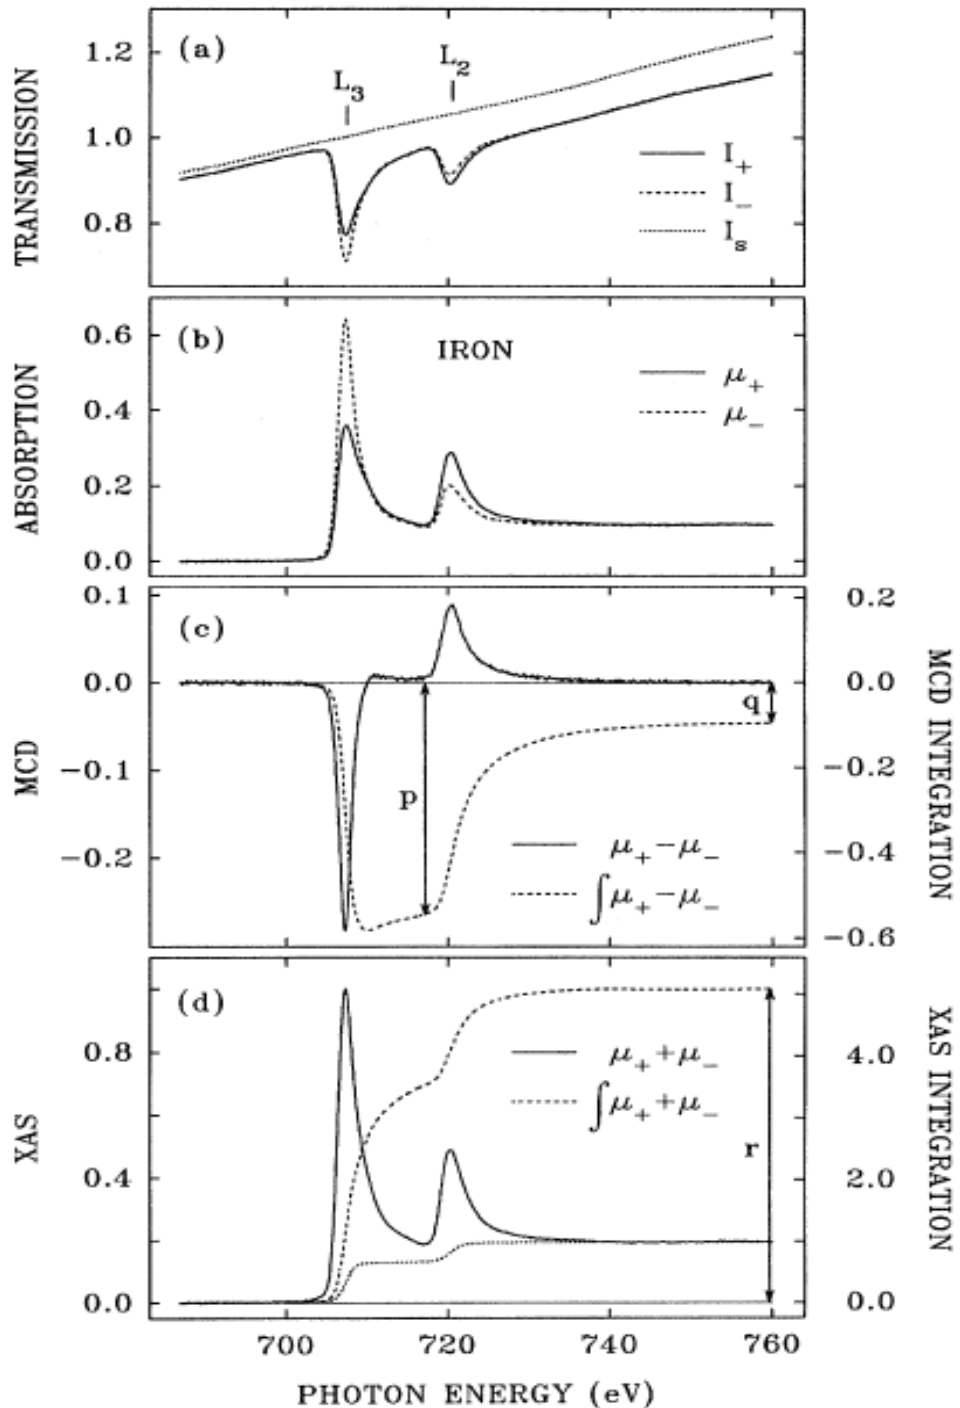 TRANSMISSION
1.2
1.0
0.8
(a)
L3
L2
I+
I−
Is
ABSORPTION
0.6
0.4
0.2
0.0
(b)
IRON
μ+
μ−
MCD
0.1
0.0
−0.1
−0.2
(c)
p
q
μ+−μ−
∫μ+−μ−
0.2
0.0
−0.2
−0.4
−0.6
MCD INTEGRATION
XAS
0.8
0.4
0.0
(d)
μ++μ−
∫μ++μ−
r
4.0
2.0
0.0
XAS INTEGRATION
700 720 740 760
PHOTON ENERGY (eV)